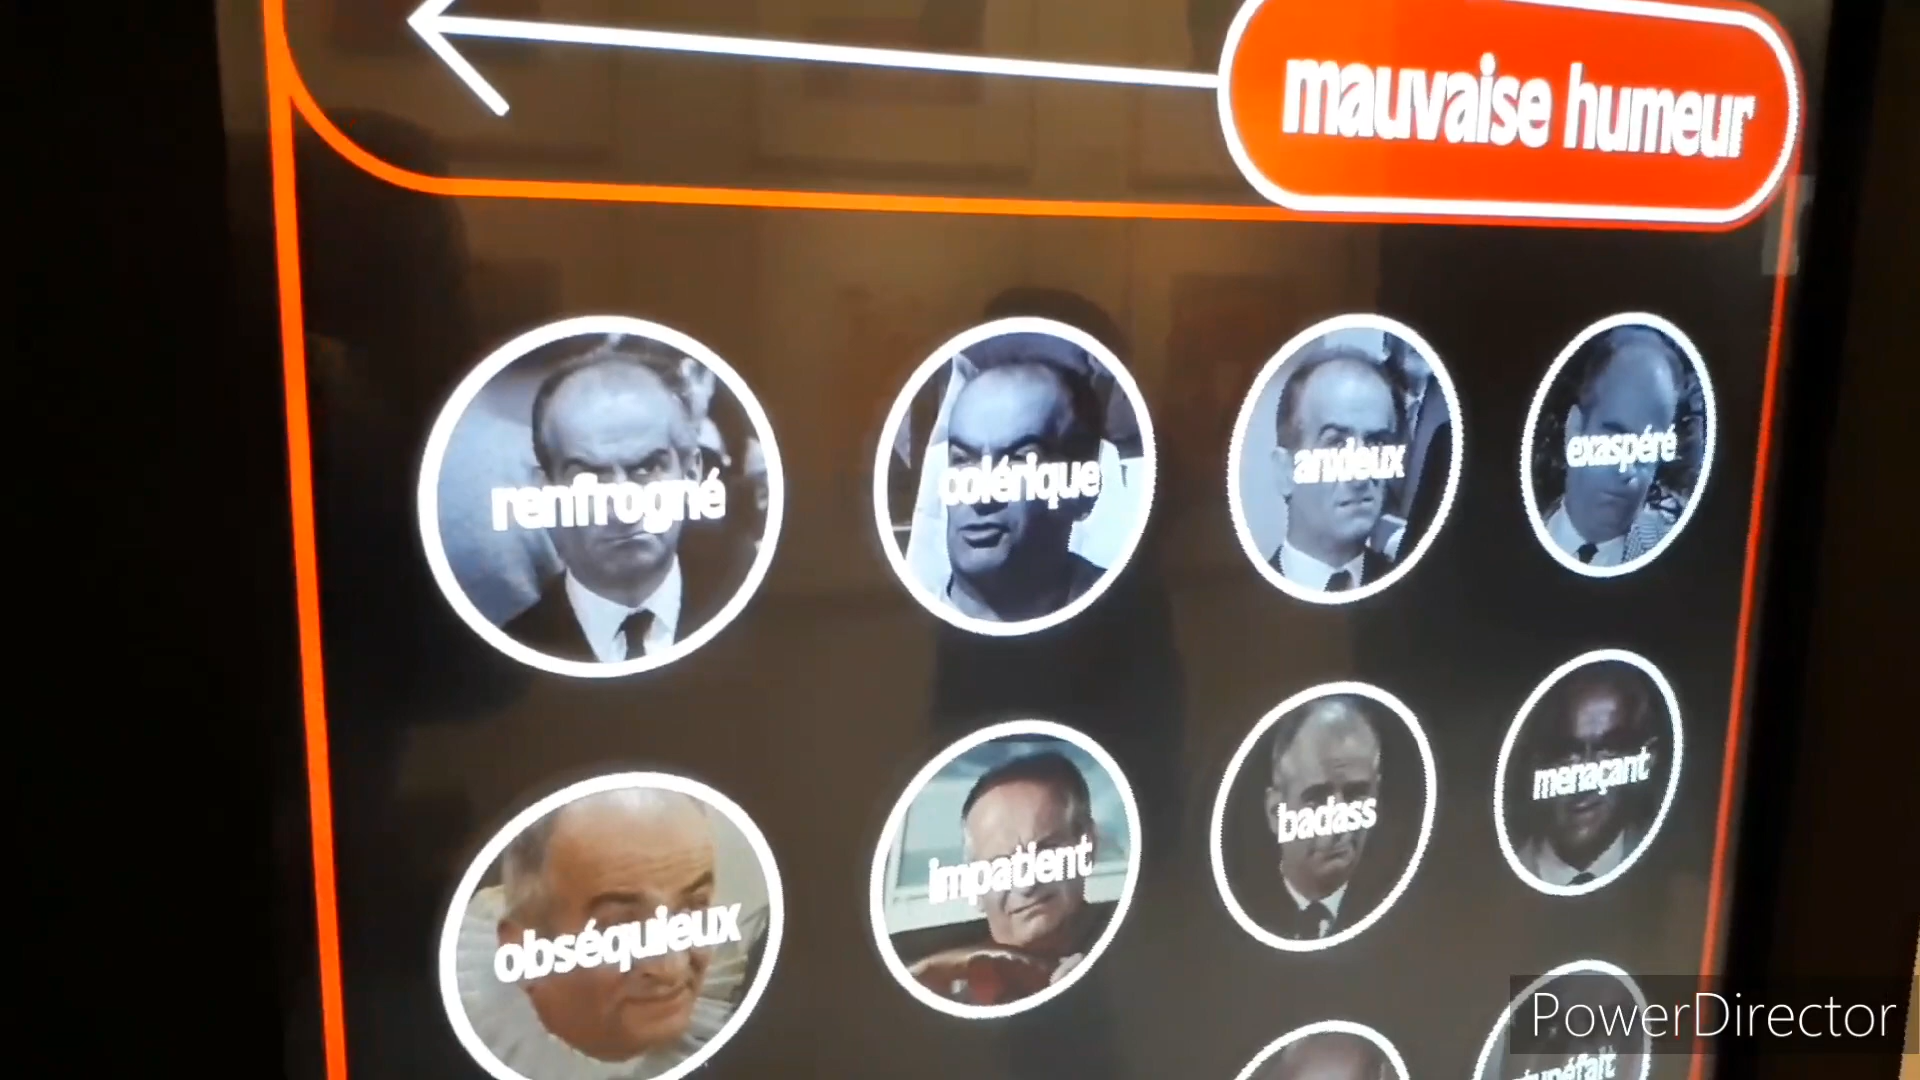 mauvaise humeur
renfrogné
colérique
anxieux
exaspéré
obséquieux
impatient
badass
menaçant
PowerDirector